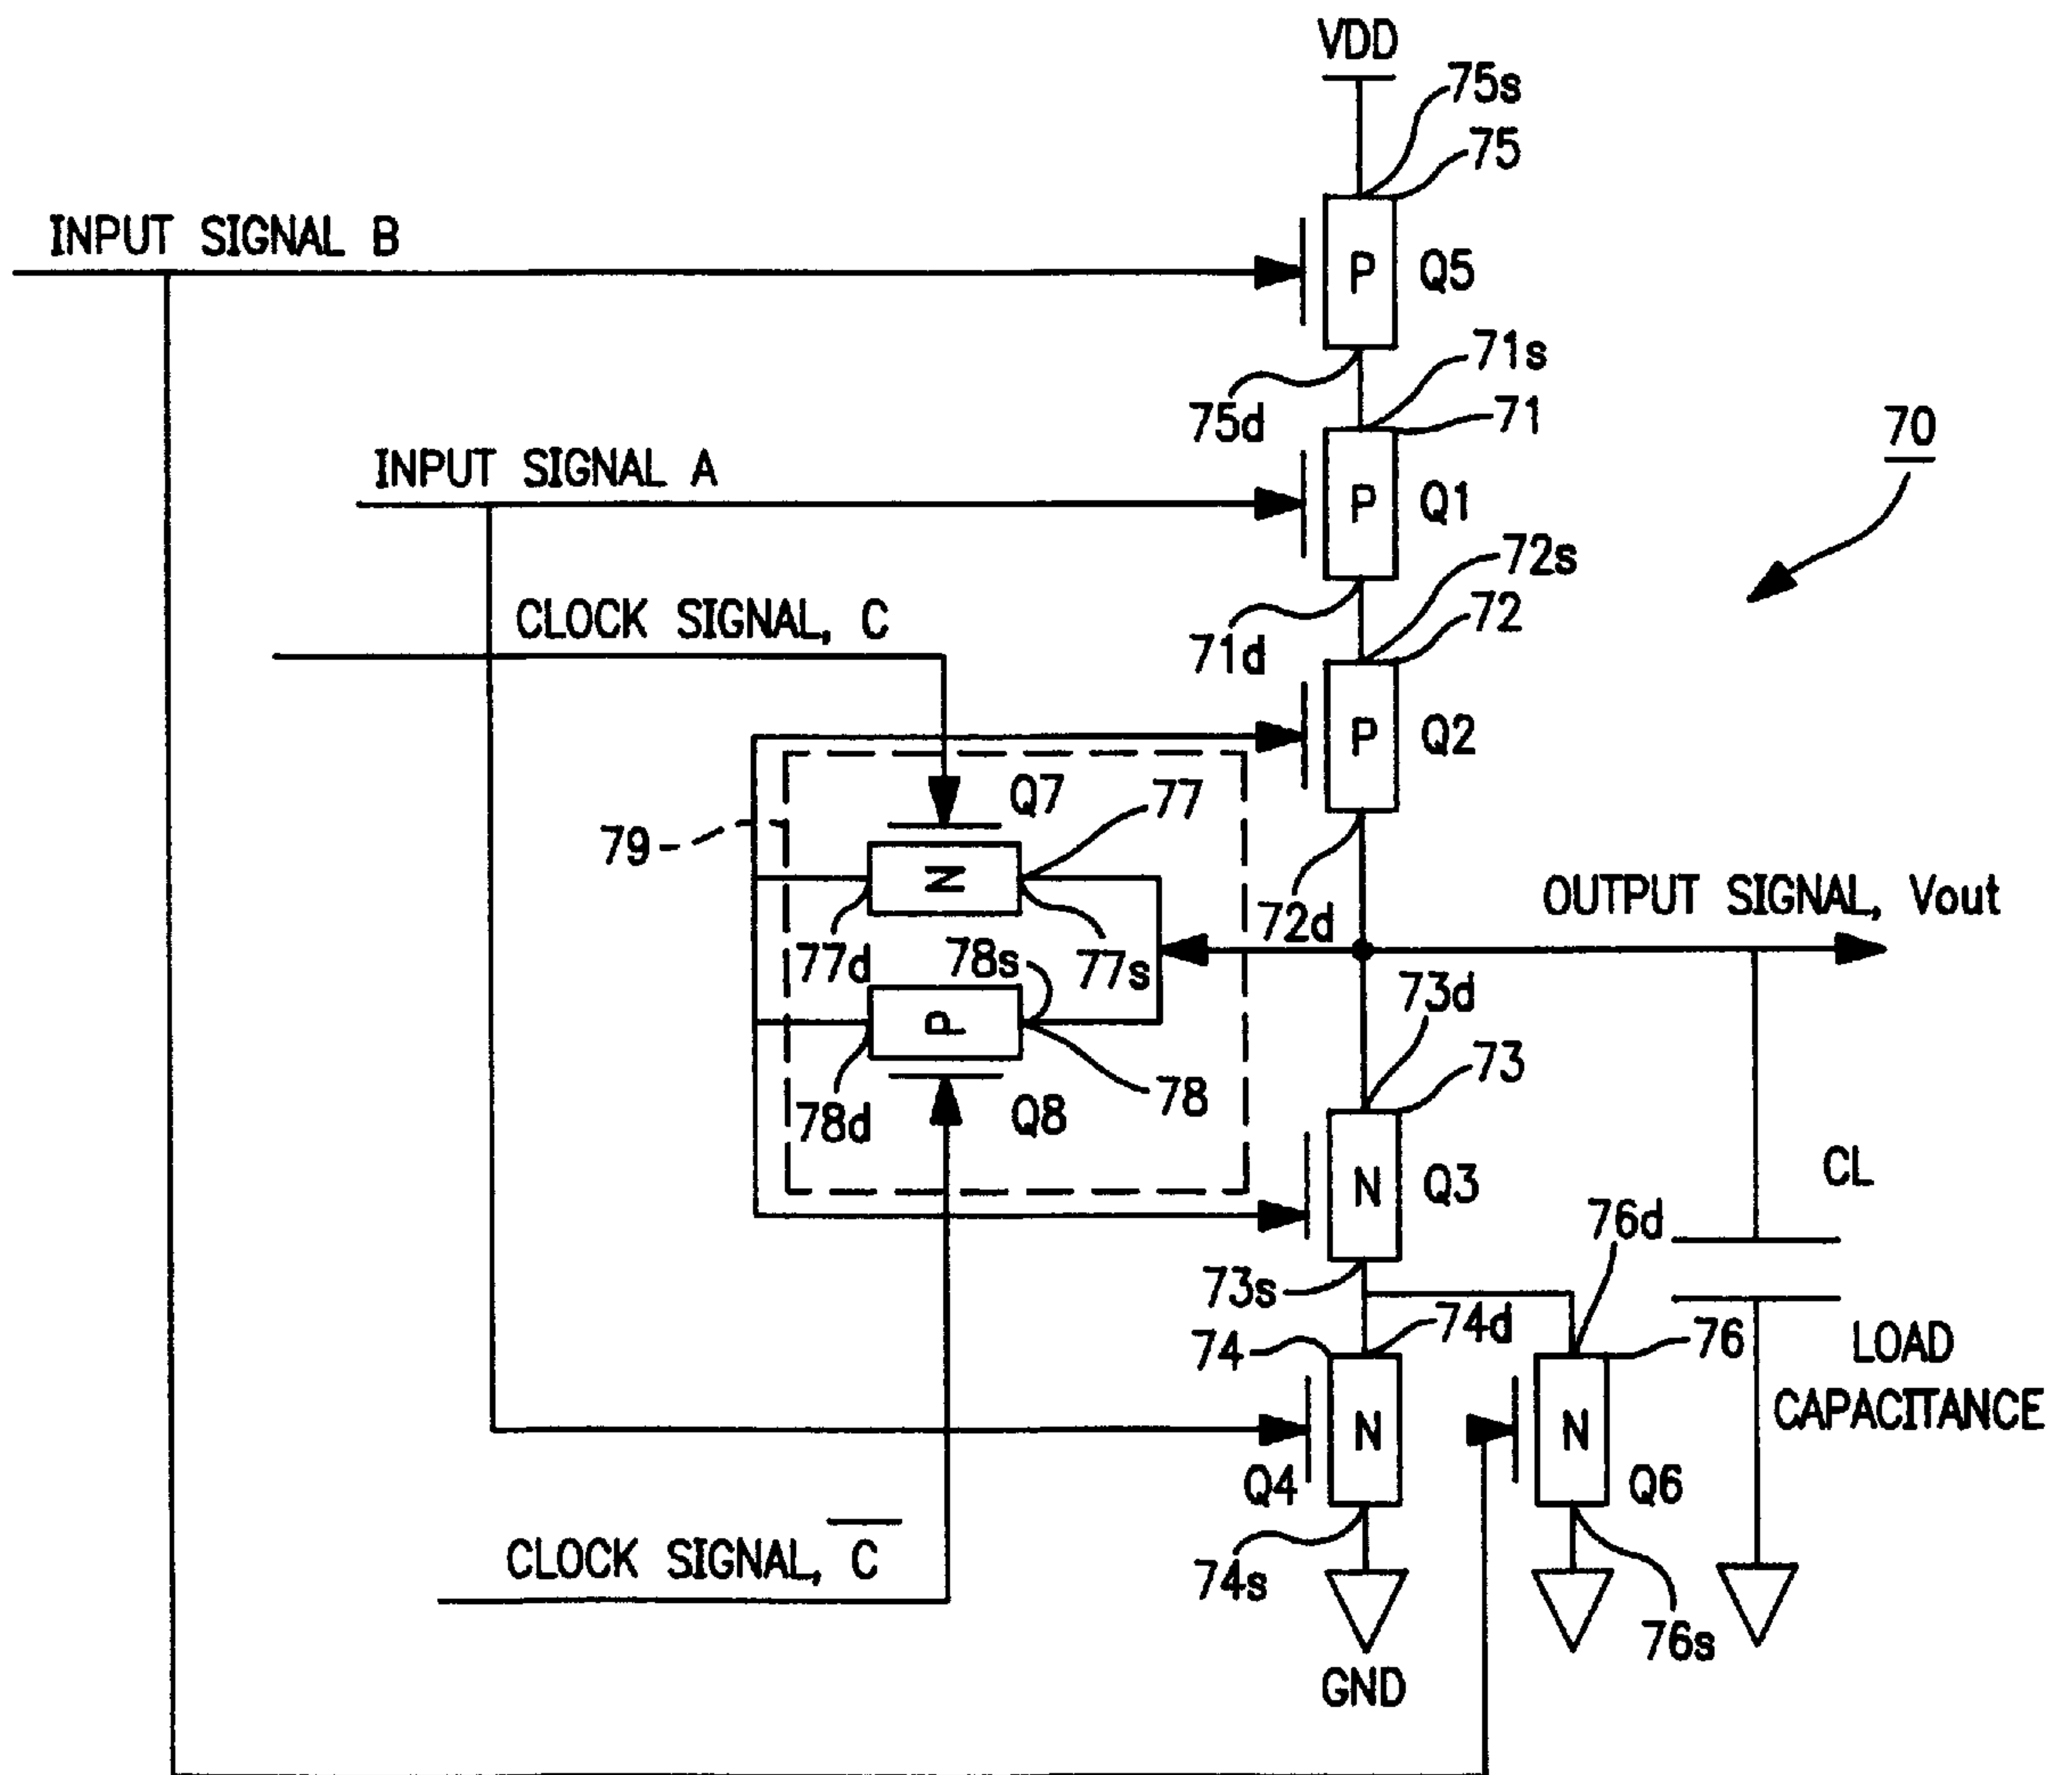 VDD
75s
75
INPUT SIGNAL B
P
Q5
71s
75d
71
70
INPUT SIGNAL A
P
Q1
72s
72
CLOCK SIGNAL, C
71d
P
Q2
Q7
77
79
N
OUTPUT SIGNAL, Vout
72d
77d
78s
77s
73d
P
73
78d
Q8
78
N
Q3
CL
76d
73s
74
74d
76
LOAD
CAPACITANCE
N
N
Q4
Q6
CLOCK SIGNAL, C̅
74s
76s
GND